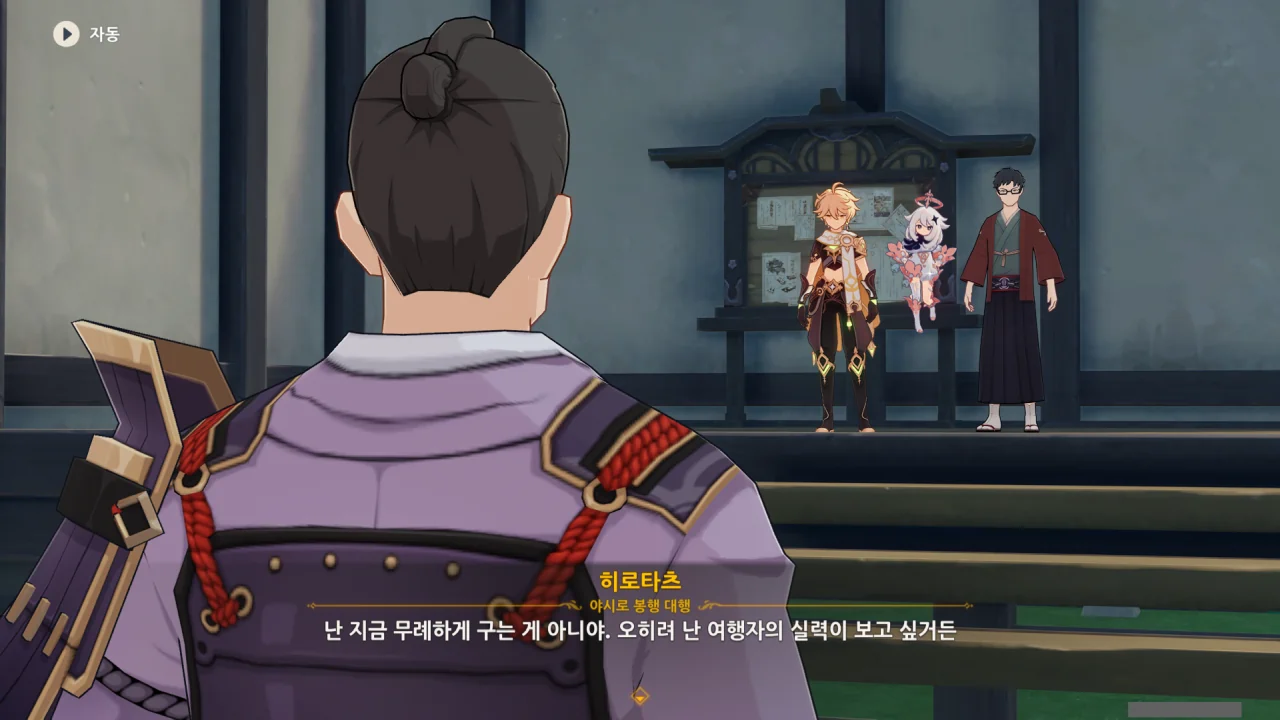 자동
히로타츠
야시로 봉행 대행
난 지금 무례하게 구는 게 아니야. 오히려 난 여행자의 실력이 보고 싶거든